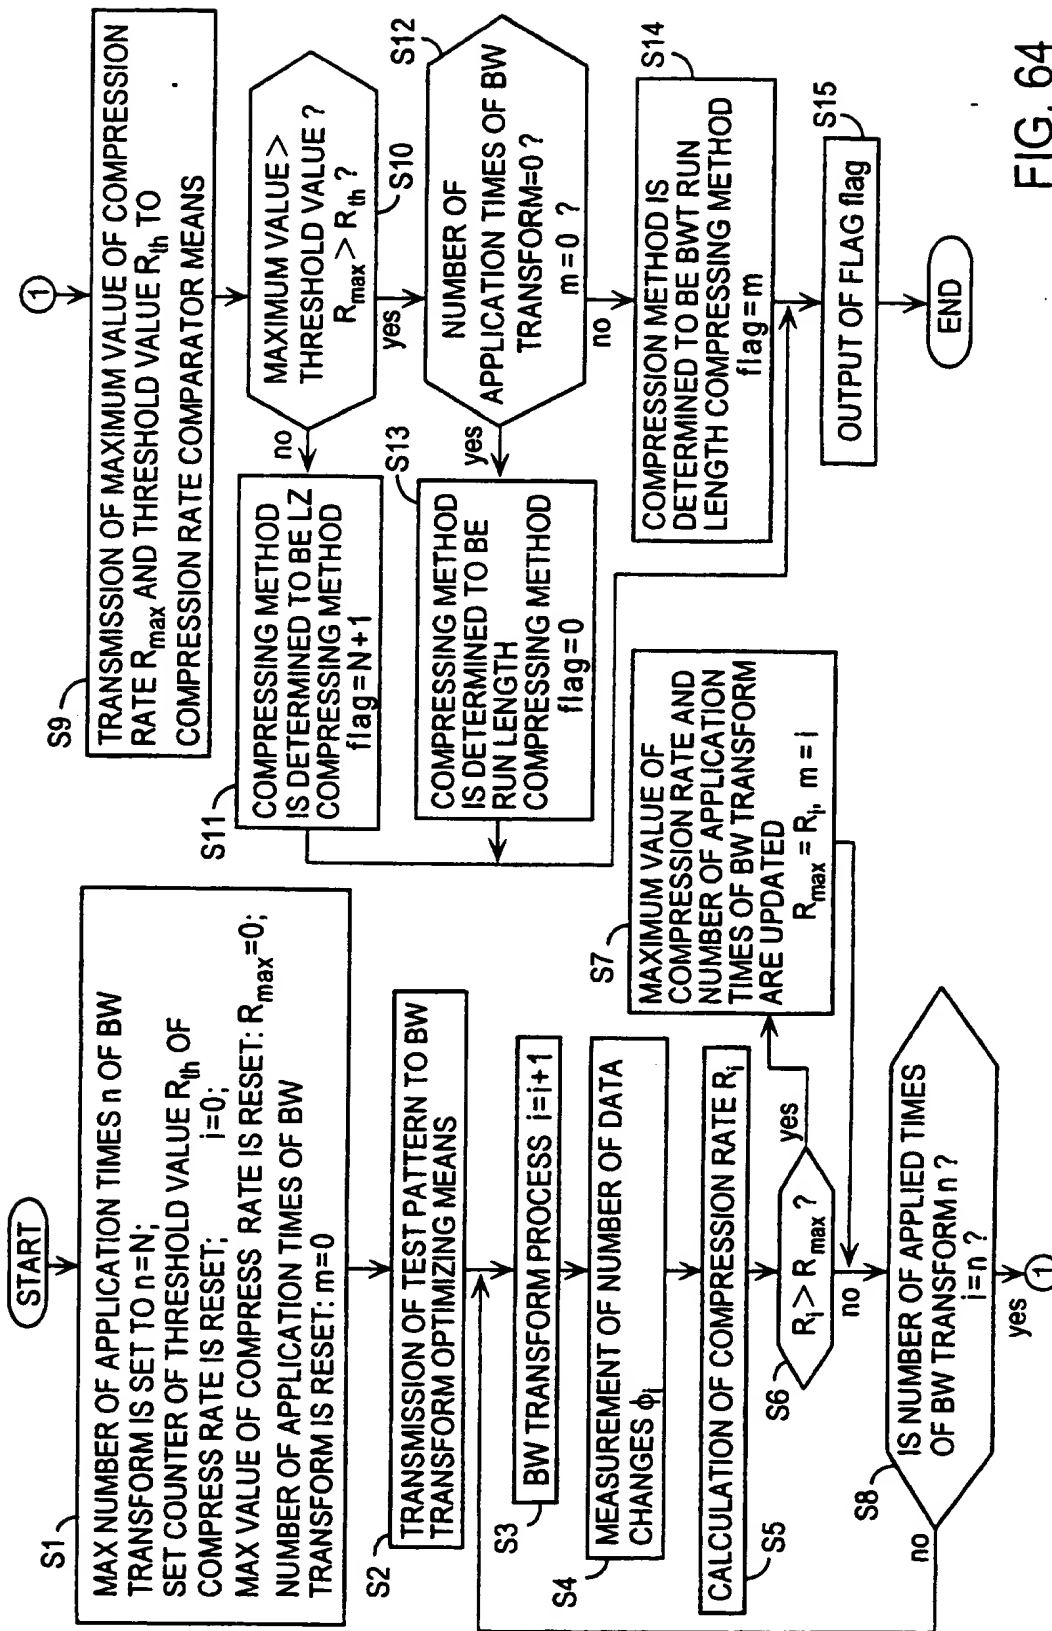 START
S1
MAX NUMBER OF APPLICATION TIMES n OF BW
TRANSFORM IS SET TO n=N;
SET COUNTER OF THRESHOLD VALUE Rth OF
COMPRESS RATE IS RESET; i=0;
MAX VALUE OF COMPRESS RATE IS RESET: Rmax=0;
NUMBER OF APPLICATION TIMES OF BW
TRANSFORM IS RESET: m=0
S2
TRANSMISSION OF TEST PATTERN TO BW
TRANSFORM OPTIMIZING MEANS
S3
BW TRANSFORM PROCESS i=i+1
S4
MEASUREMENT OF NUMBER OF DATA
CHANGES ϕi
S5
CALCULATION OF COMPRESSION RATE Ri
S6
Ri > Rmax ?
yes
no
S7
MAXIMUM VALUE OF
COMPRESSION RATE AND
NUMBER OF APPLICATION
TIMES OF BW TRANSFORM
ARE UPDATED
Rmax = Ri, m = i
S8
IS NUMBER OF APPLIED TIMES
OF BW TRANSFORM n ?
i=n ?
no
yes
1
1
S9
TRANSMISSION OF MAXIMUM VALUE OF COMPRESSION
RATE Rmax AND THRESHOLD VALUE Rth TO
COMPRESSION RATE COMPARATOR MEANS
MAXIMUM VALUE >
THRESHOLD VALUE ?
Rmax > Rth ?
S10
no
yes
S11
COMPRESSING METHOD
IS DETERMINED TO BE LZ
COMPRESSING METHOD
flag=N+1
S12
NUMBER OF
APPLICATION TIMES OF BW
TRANSFORM=0 ?
m=0 ?
yes
no
S13
COMPRESSING METHOD
IS DETERMINED TO BE
RUN LENGTH
COMPRESSING METHOD
flag=0
S14
COMPRESSION METHOD IS
DETERMINED TO BE BWT RUN
LENGTH COMPRESSING METHOD
flag=m
S15
OUTPUT OF FLAG flag
END
FIG. 64